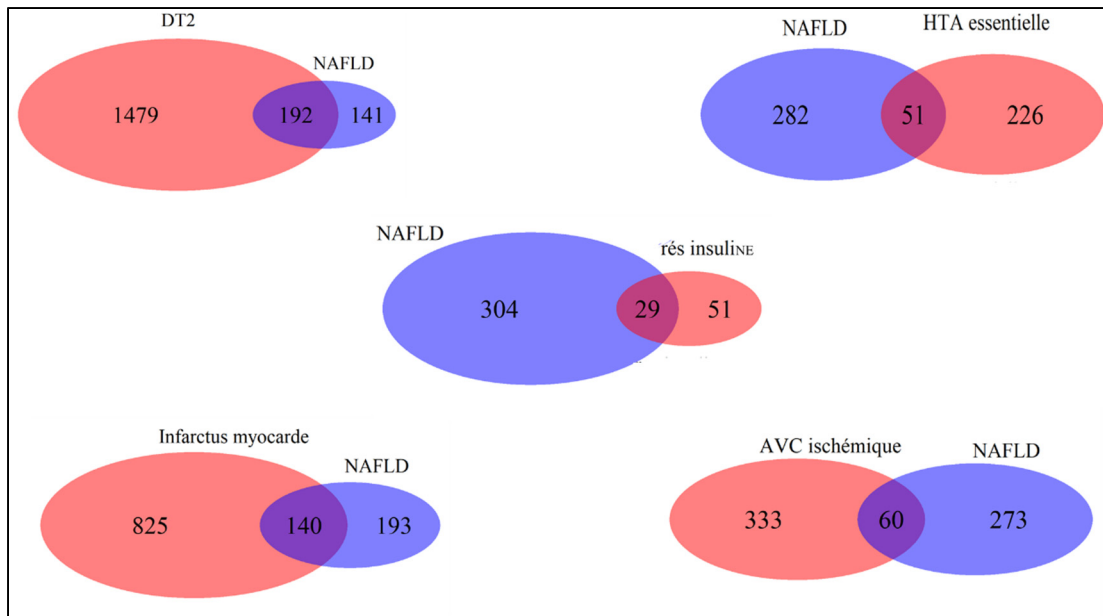 DT2
NAFLD
1479
192
141
NAFLD
HTA essentielle
282
51
226
NAFLD
rés insuliNE
304
29
51
Infarctus myocarde
NAFLD
825
140
193
AVC ischémique
NAFLD
333
60
273